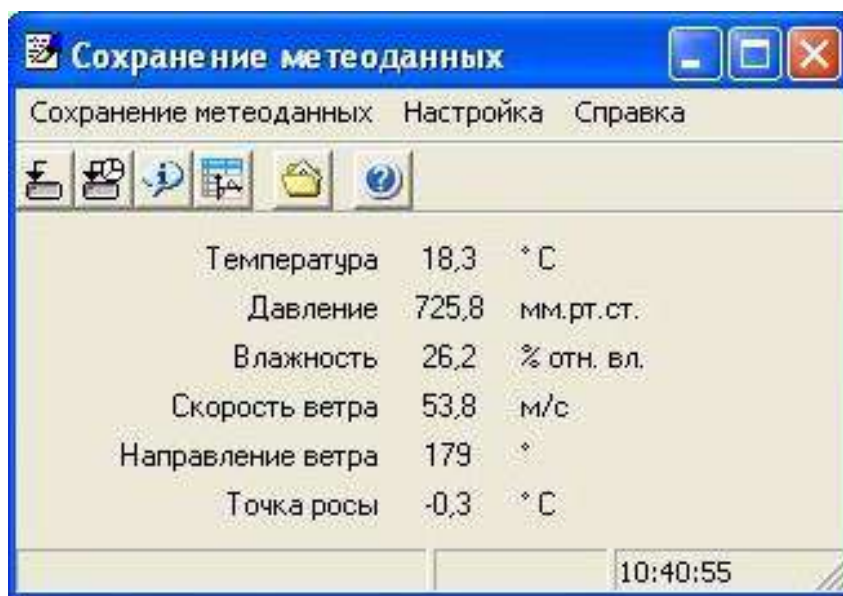 Сохранение метеоданных
Сохранение метеоданных Настройка Справка
Температура 18,3 °C
Давление 725,8 мм.рт.ст.
Влажность 26,2 % отн. вл.
Скорость ветра 53,8 м/с
Направление ветра 179 °
Точка росы -0,3 °C
10:40:55